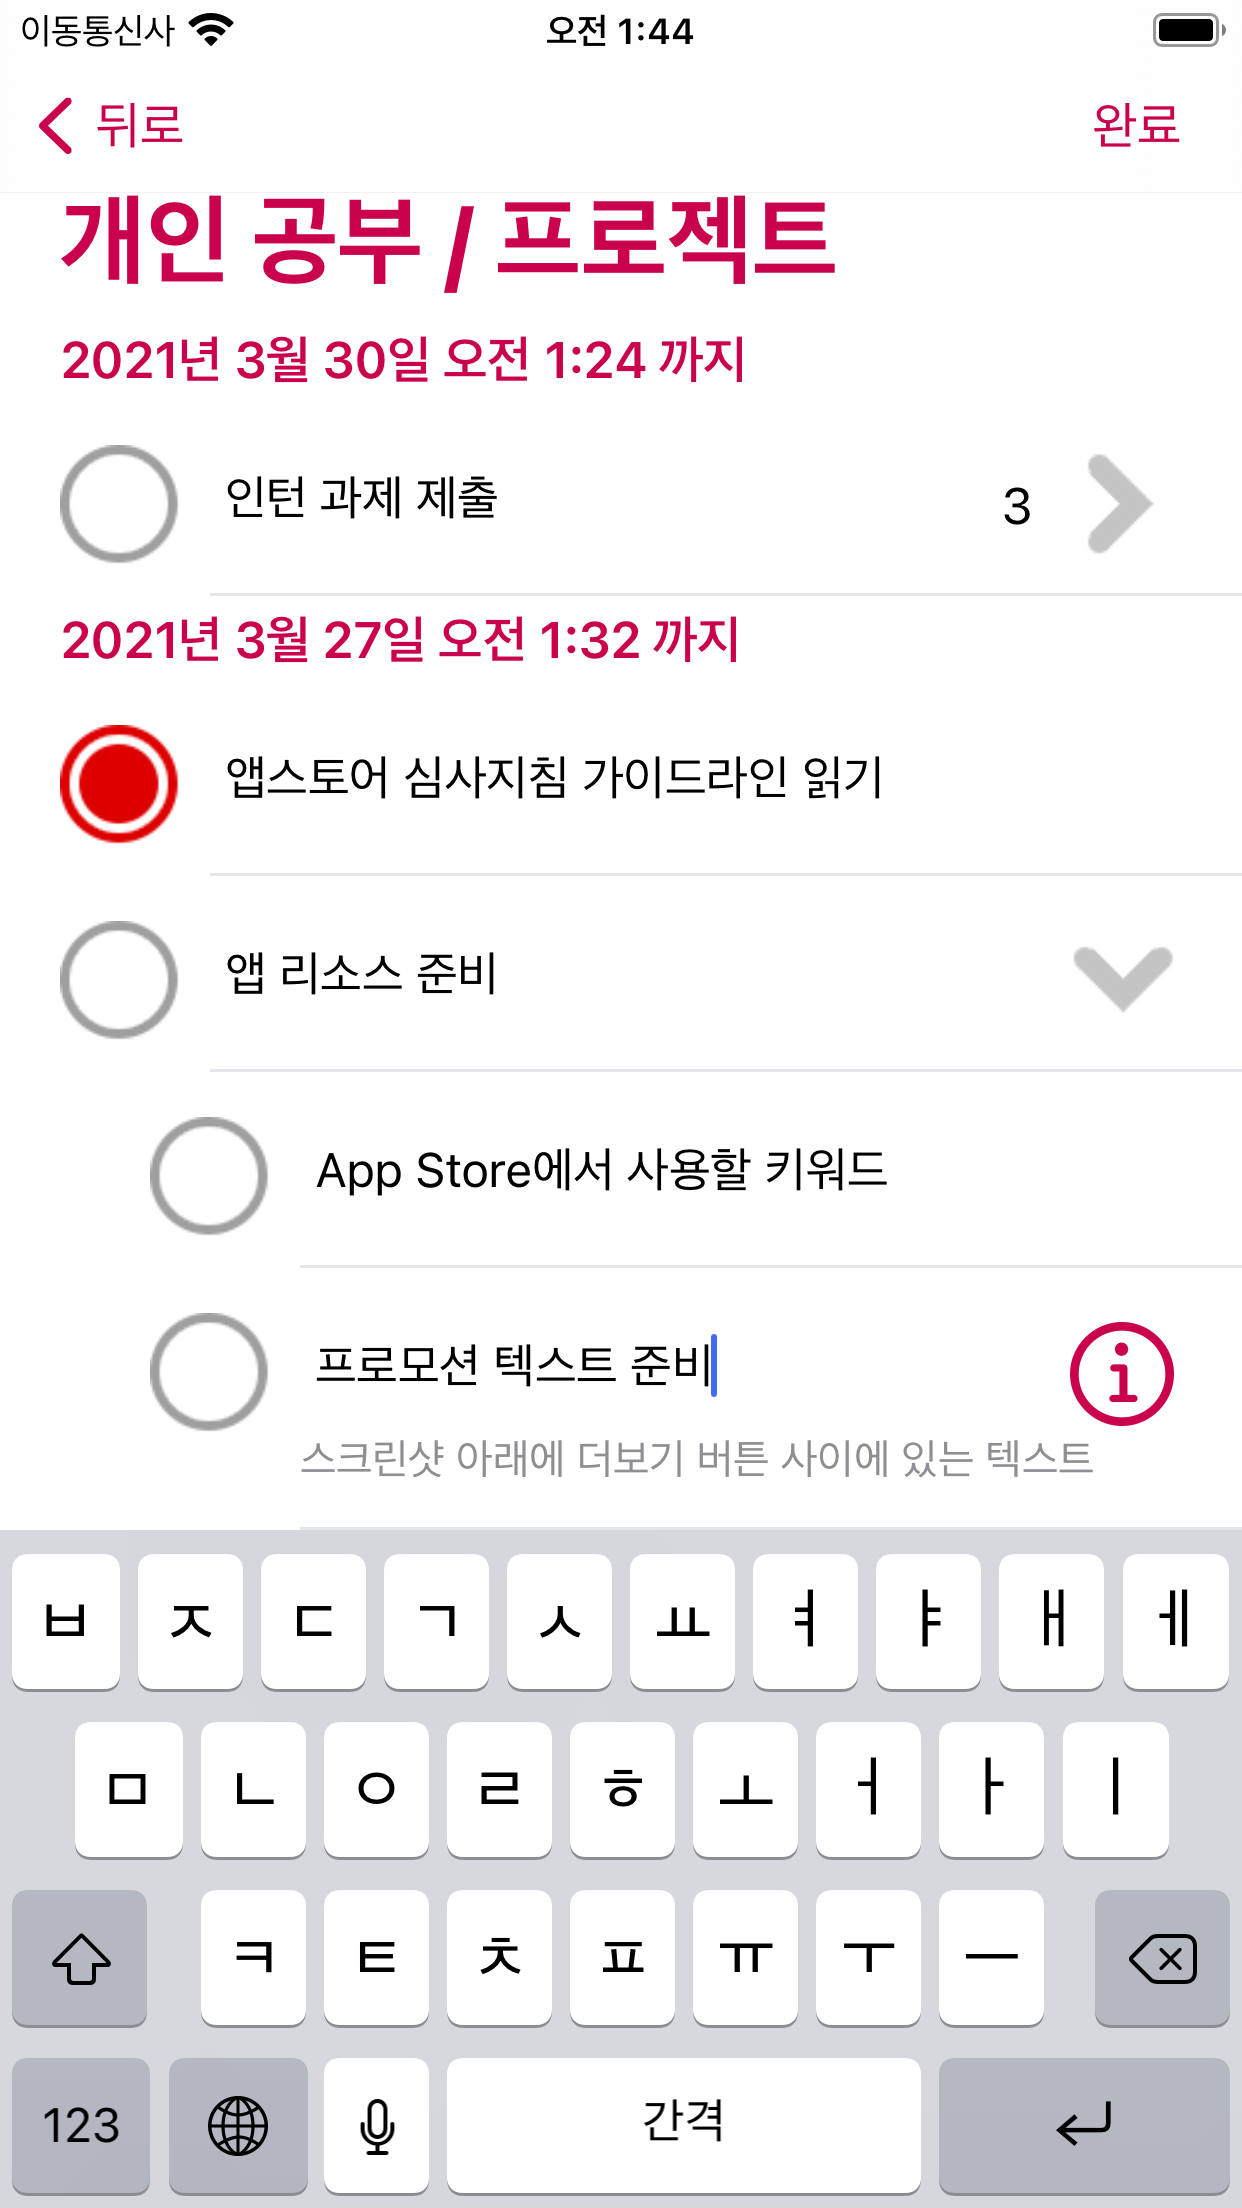 이동통신사 오전 1:44
뒤로 완료
개인 공부 / 프로젝트
2021년 3월 30일 오전 1:24 까지
인턴 과제 제출 3
2021년 3월 27일 오전 1:32 까지
앱스토어 심사지침 가이드라인 읽기
앱 리소스 준비
App Store에서 사용할 키워드
프로모션 텍스트 준비
스크린샷 아래에 더보기 버튼 사이에 있는 텍스트
ㅂ ㅈ ㄷ ㄱ ㅅ ㅛ ㅕ ㅑ ㅐ ㅔ
ㅁ ㄴ ㅇ ㄹ ㅎ ㅗ ㅓ ㅏ ㅣ
ㅋ ㅌ ㅊ ㅍ ㅠ ㅜ ㅡ
123 간격